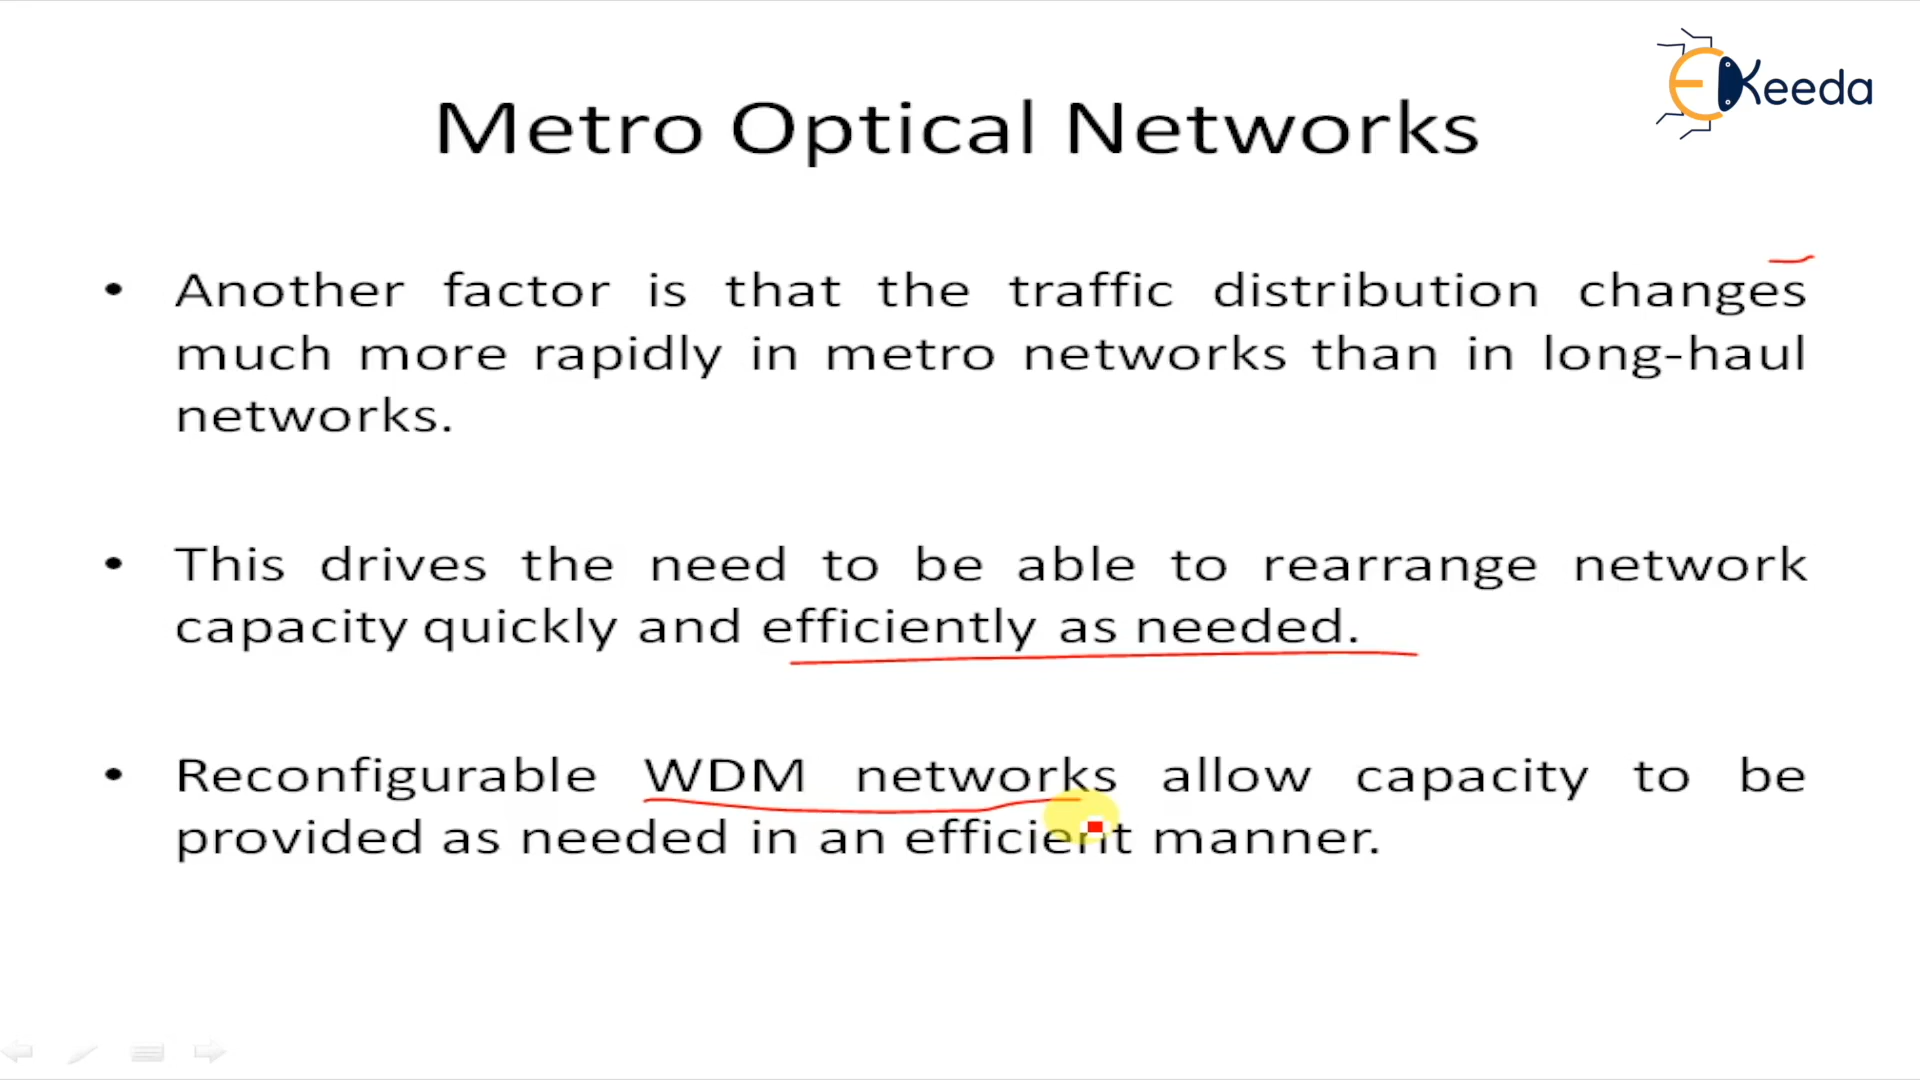 EKeeda
Metro Optical Networks
• Another factor is that the traffic distribution changes
much more rapidly in metro networks than in long-haul
networks.
• This drives the need to be able to rearrange network
capacity quickly and efficiently as needed.
• Reconfigurable WDM networks allow capacity to be
provided as needed in an efficient manner.